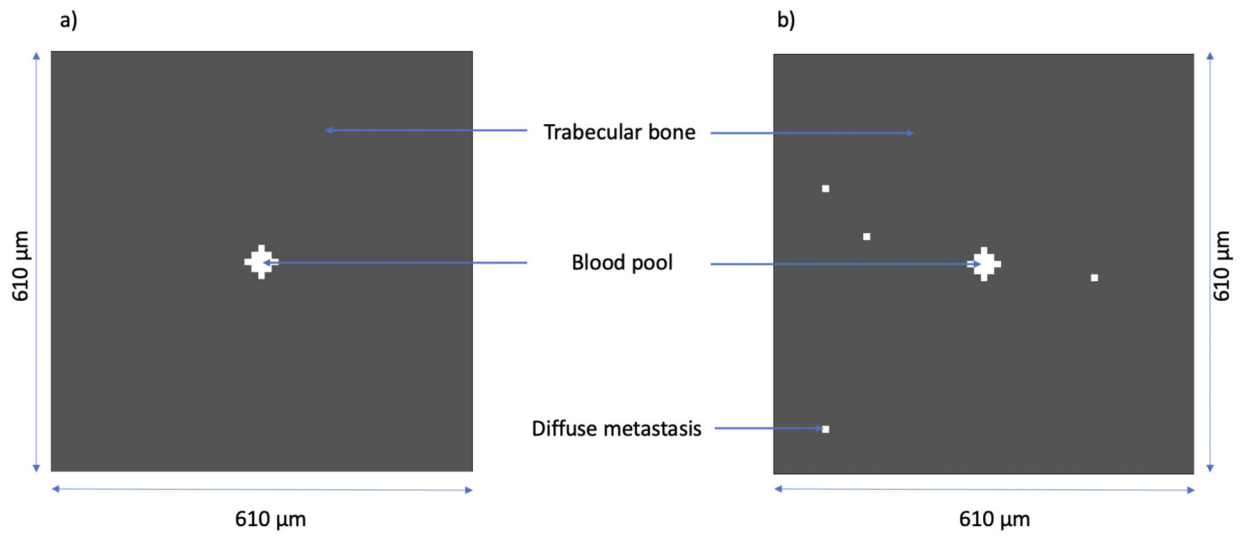 a)
b)
Trabecular bone
610 µm
Blood pool
610 µm
Diffuse metastasis
610 µm
610 µm